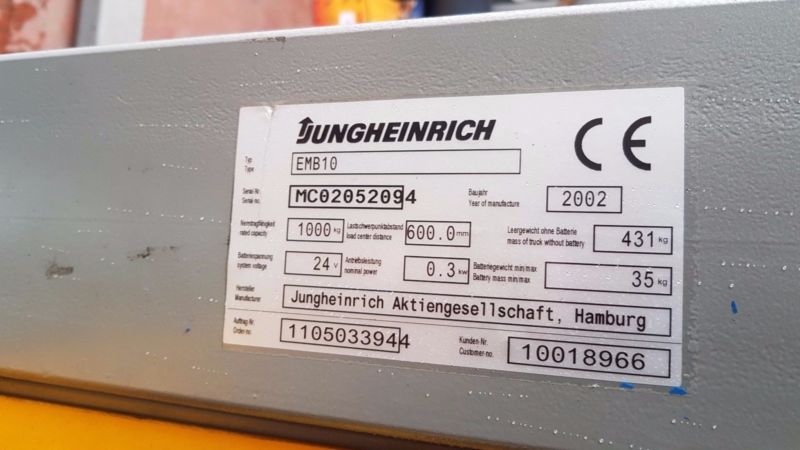 JUNGHEINRICH
CE
Typ
Type
EMB10
Serial-Nr.
Serial-no.
MC02052094
Baujahr
Year of manufacture
2002
Nenntragfähigkeit
rated capacity
1000 kg
Lastschwerpunktabstand
load center distance
600.0 mm
Leergewicht ohne Batterie
mass of truck without battery
431 kg
Batteriespannung
system voltage
24 V
Antriebsleistung
nominal power
0.3 kW
Batteriegewicht min/max
Battery mass min/max
35 kg
Hersteller
Manufacturer
Jungheinrich Aktiengesellschaft, Hamburg
Auftrag-Nr.
Order-no.
1105033944
Kunden-Nr.
Customer-no.
10018966